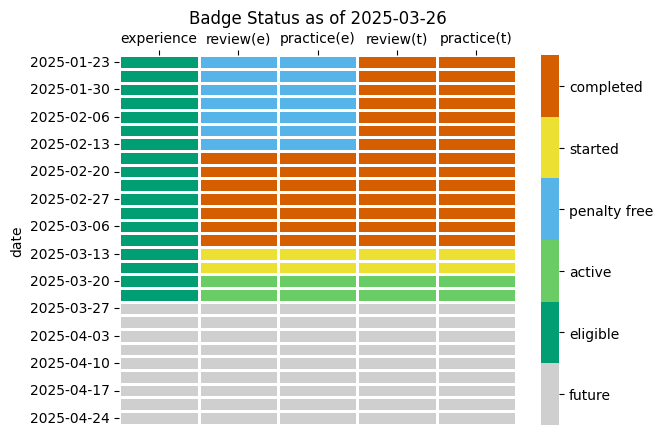 Badge Status as of 2025-03-26
experience review(e) practice(e) review(t) practice(t)
date
2025-01-23
2025-01-30
2025-02-06
2025-02-13
2025-02-20
2025-02-27
2025-03-06
2025-03-13
2025-03-20
2025-03-27
2025-04-03
2025-04-10
2025-04-17
2025-04-24
completed
started
penalty free
active
eligible
future